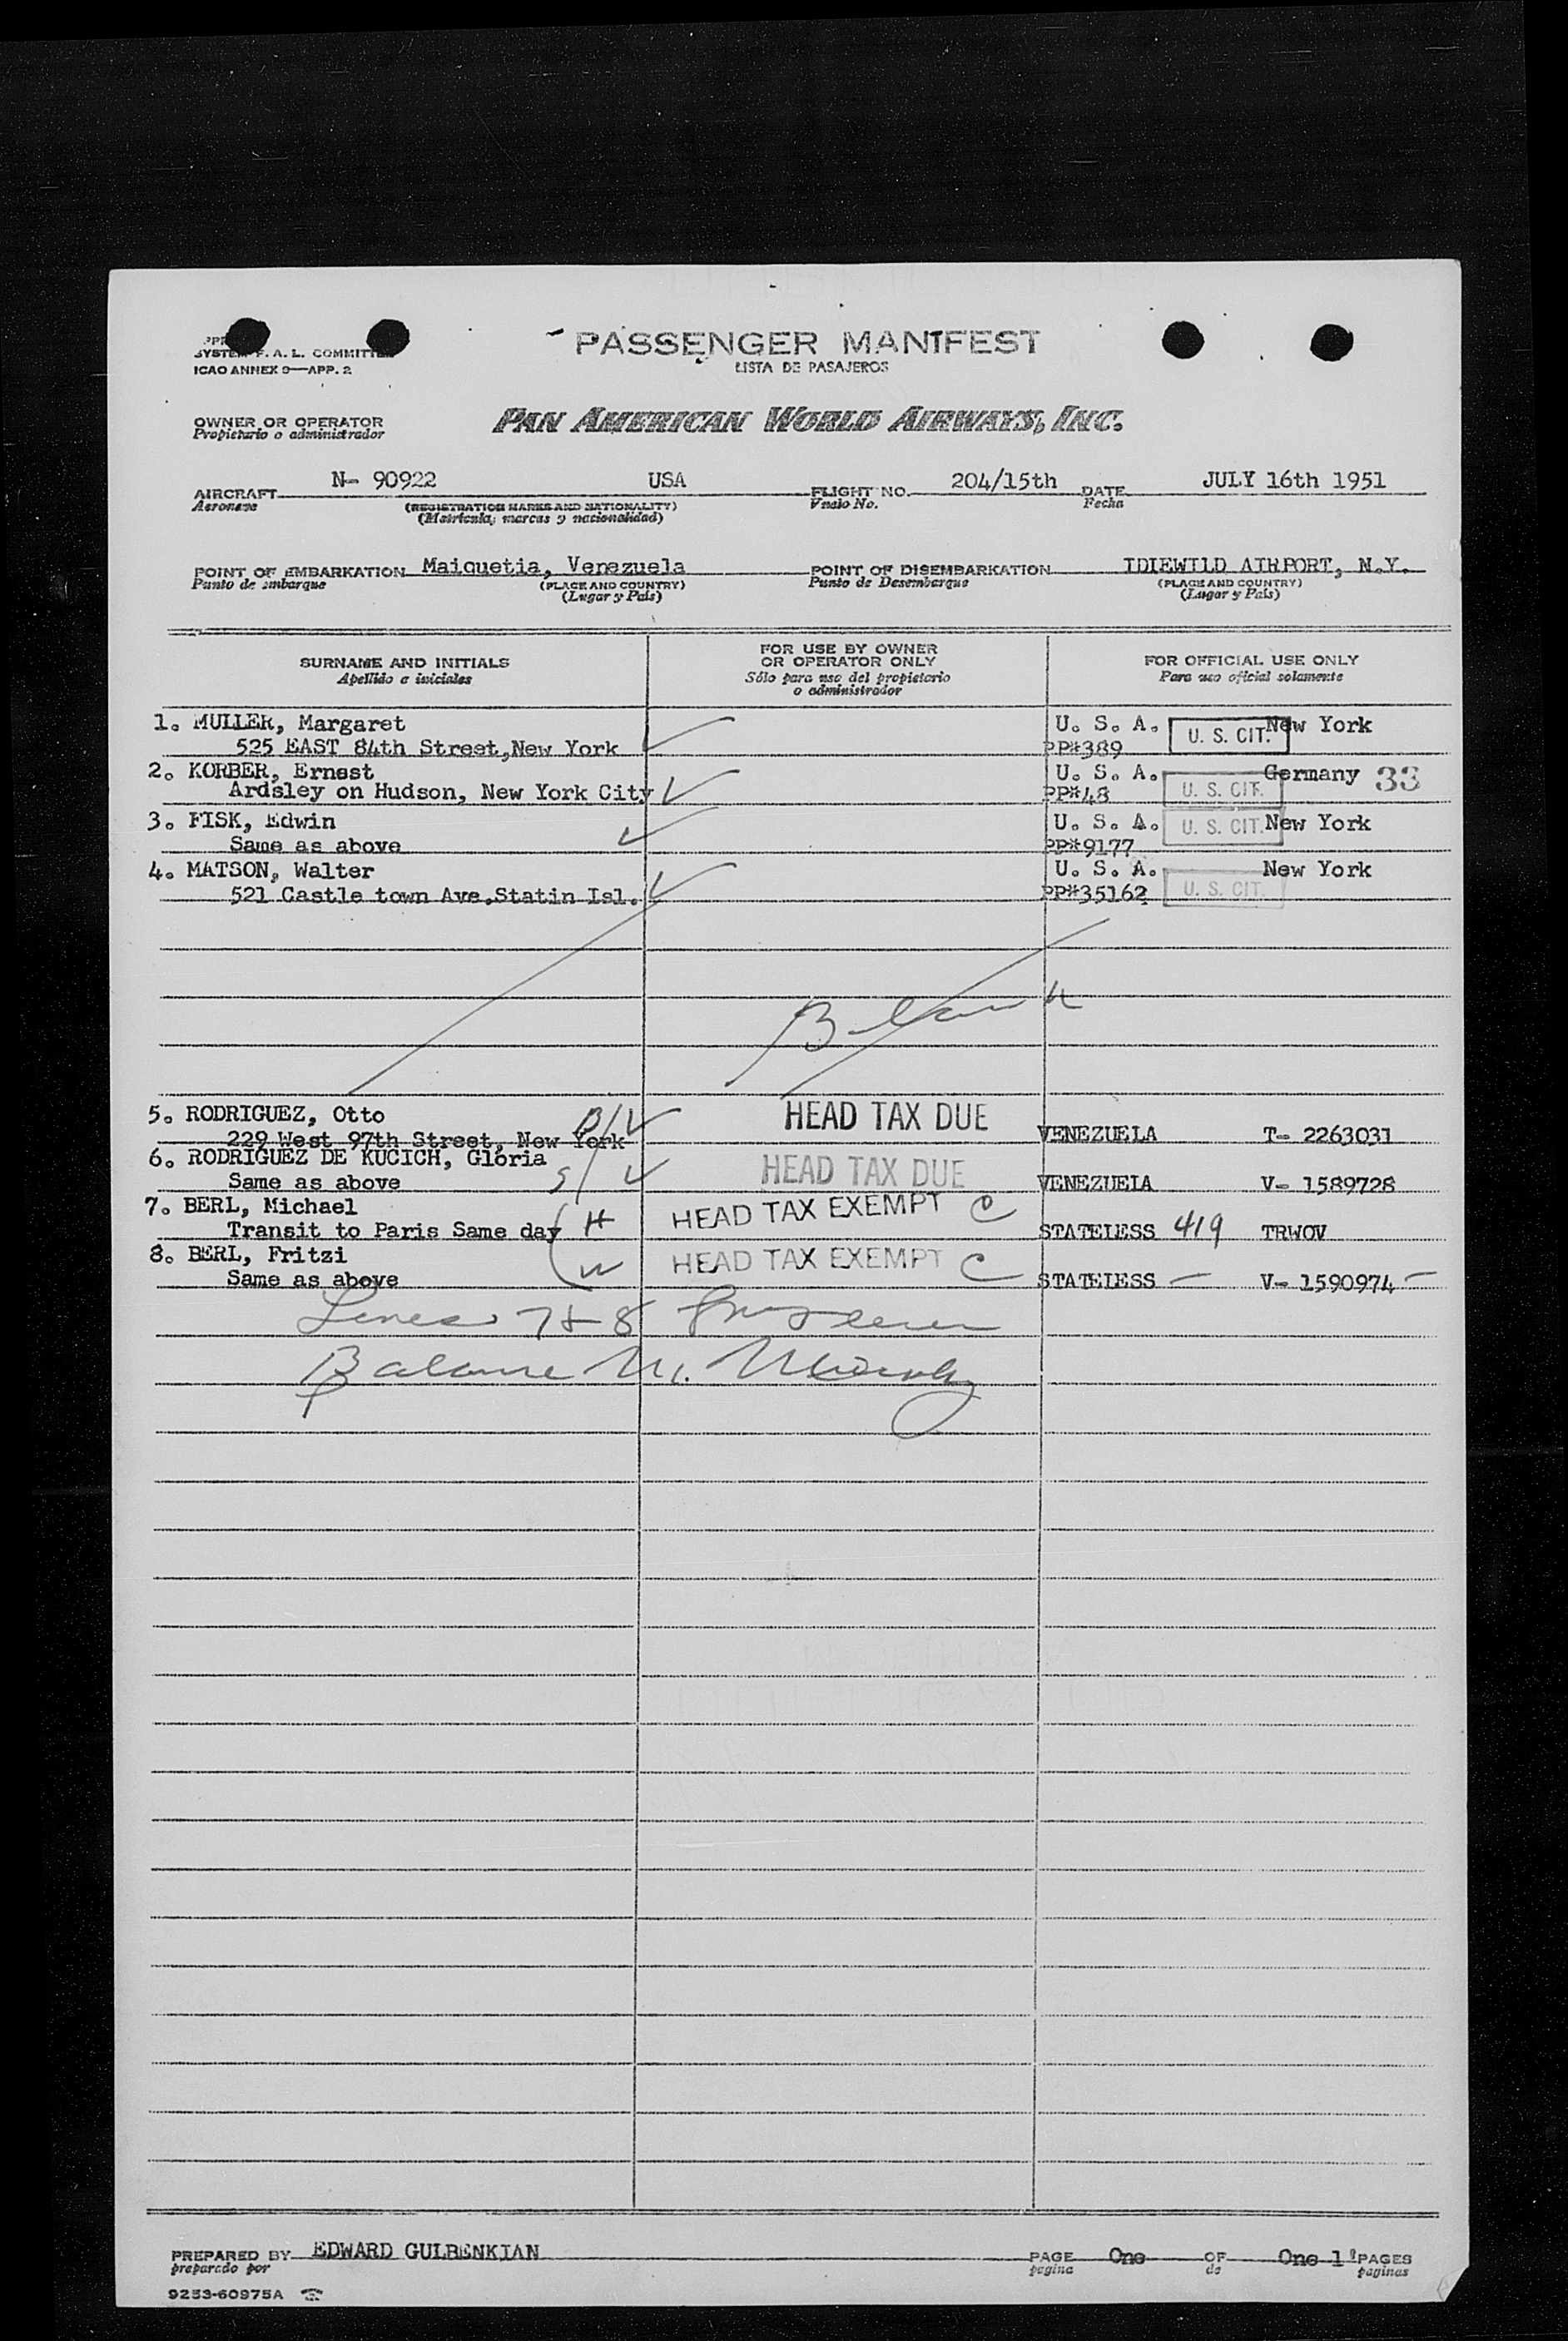 PASSENGER MANIFEST
LISTA DE PASAJEROS
SYSTEM F. A. L. COMMITTEE
ICAO ANNEX 9—APP. 2
OWNER OR OPERATOR
Propietario o administrador
PAN AMERICAN WORLD AIRWAYS, INC.
AIRCRAFT N- 90922 USA FLIGHT NO. 204/15th DATE JULY 16th 1951
Aeronave (REGISTRATION MARKS AND NATIONALITY) Vuelo No. Fecha
(Matrícula, marcas y nacionalidad)
POINT OF EMBARKATION Maiquetia, Venezuela POINT OF DISEMBARKATION IDIEWILD AIRPORT, N.Y.
Punto de embarque (PLACE AND COUNTRY) Punto de Desembarque (PLACE AND COUNTRY)
(Lugar y País) (Lugar y País)
SURNAME AND INITIALS
Apellido e iniciales
FOR USE BY OWNER
OR OPERATOR ONLY
Sólo para uso del propietario
o administrador
FOR OFFICIAL USE ONLY
Para uso oficial solamente
1. MULLER, Margaret U. S. A. U. S. CIT. New York
525 EAST 84th Street, New York PP#389
2. KORBER, Ernest U. S. A. Germany 33
Ardsley on Hudson, New York City PP#48 U. S. CIT.
3. FISK, Edwin U. S. A. U. S. CIT. New York
Same as above PP#9177
4. MATSON, Walter U. S. A. New York
521 Castle town Ave, Statin Isl. PP#35162 U. S. CIT.
Blank
5. RODRIGUEZ, Otto HEAD TAX DUE
229 West 97th Street, New York VENEZUELA T- 2263031
6. RODRIGUEZ DE KUCICH, Gloria HEAD TAX DUE
Same as above S/ VENEZUEIA V- 1589728
7. BERL, Michael HEAD TAX EXEMPT C
Transit to Paris Same day H STATEIESS 419 TRWOV
8. BERL, Fritzi HEAD TAX EXEMPT C
Same as above W STATEIESS — V- 1590974 —
Lines 7 & 8
Balance M.
PREPARED BY EDWARD GULBENKIAN PAGE One OF One 1 PAGES
preparado por pagina de paginas
9253-60975A